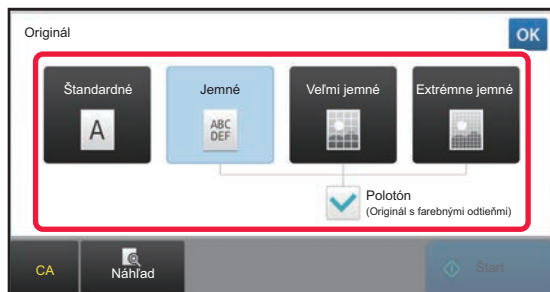 Originál
OK
Štandardné
Jemné
Veľmi jemné
Extrémne jemné
A
ABC
DEF
Polotón
(Originál s farebnými odtieňmi)
CA
Náhľad
Štart